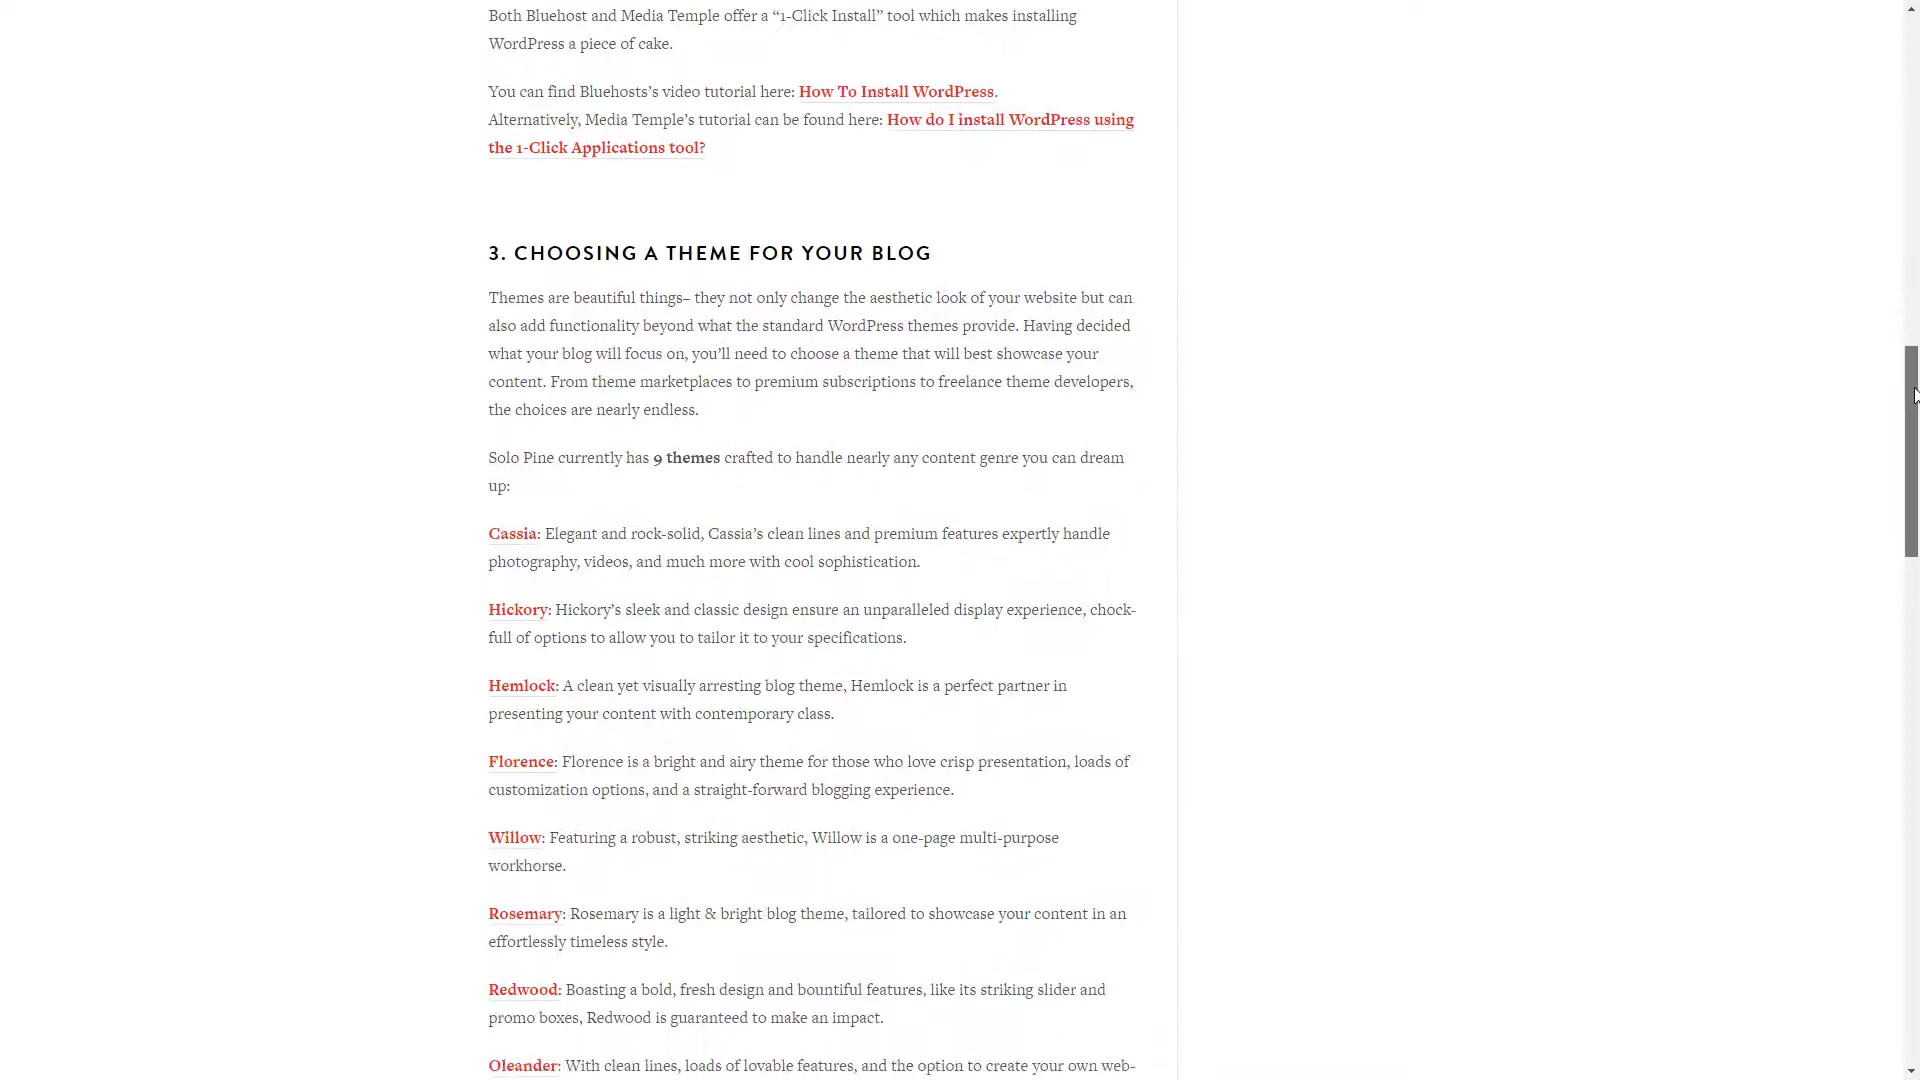 Both Bluehost and Media Temple offer a “1-Click Install” tool which makes installing
WordPress a piece of cake.
You can find Bluehosts’s video tutorial here: How To Install WordPress.
Alternatively, Media Temple’s tutorial can be found here: How do I install WordPress using
the 1-Click Applications tool?
3. CHOOSING A THEME FOR YOUR BLOG
Themes are beautiful things– they not only change the aesthetic look of your website but can
also add functionality beyond what the standard WordPress themes provide. Having decided
what your blog will focus on, you’ll need to choose a theme that will best showcase your
content. From theme marketplaces to premium subscriptions to freelance theme developers,
the choices are nearly endless.
Solo Pine currently has 9 themes crafted to handle nearly any content genre you can dream
up:
Cassia: Elegant and rock-solid, Cassia’s clean lines and premium features expertly handle
photography, videos, and much more with cool sophistication.
Hickory: Hickory’s sleek and classic design ensure an unparalleled display experience, chock-
full of options to allow you to tailor it to your specifications.
Hemlock: A clean yet visually arresting blog theme, Hemlock is a perfect partner in
presenting your content with contemporary class.
Florence: Florence is a bright and airy theme for those who love crisp presentation, loads of
customization options, and a straight-forward blogging experience.
Willow: Featuring a robust, striking aesthetic, Willow is a one-page multi-purpose
workhorse.
Rosemary: Rosemary is a light & bright blog theme, tailored to showcase your content in an
effortlessly timeless style.
Redwood: Boasting a bold, fresh design and bountiful features, like its striking slider and
promo boxes, Redwood is guaranteed to make an impact.
Oleander: With clean lines, loads of lovable features, and the option to create your own web-